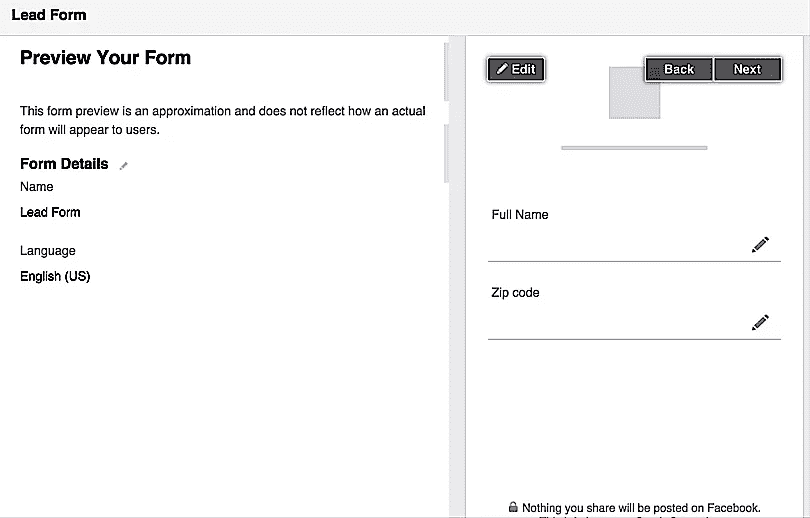 Lead Form
Preview Your Form
This form preview is an approximation and does not reflect how an actual
form will appear to users.
Form Details
Name
Lead Form
Language
English (US)
Edit
Back
Next
Full Name
Zip code
Nothing you share will be posted on Facebook.